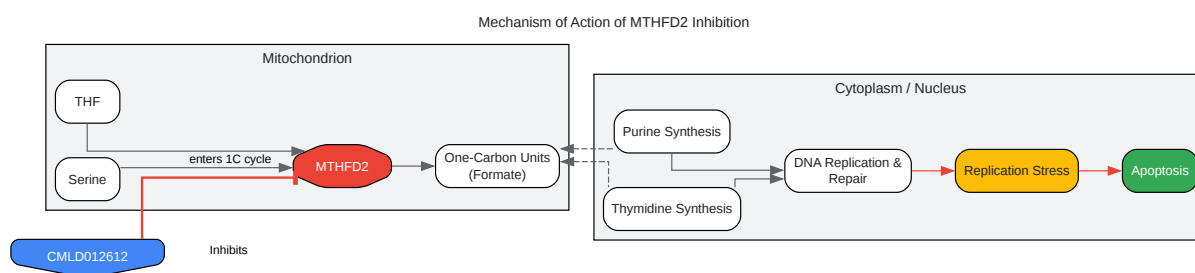 Mechanism of Action of MTHFD2 Inhibition
Mitochondrion
THF
Serine
enters 1C cycle
MTHFD2
One-Carbon Units
(Formate)
CMLD012612
Inhibits
Cytoplasm / Nucleus
Purine Synthesis
Thymidine Synthesis
DNA Replication &
Repair
Replication Stress
Apoptosis